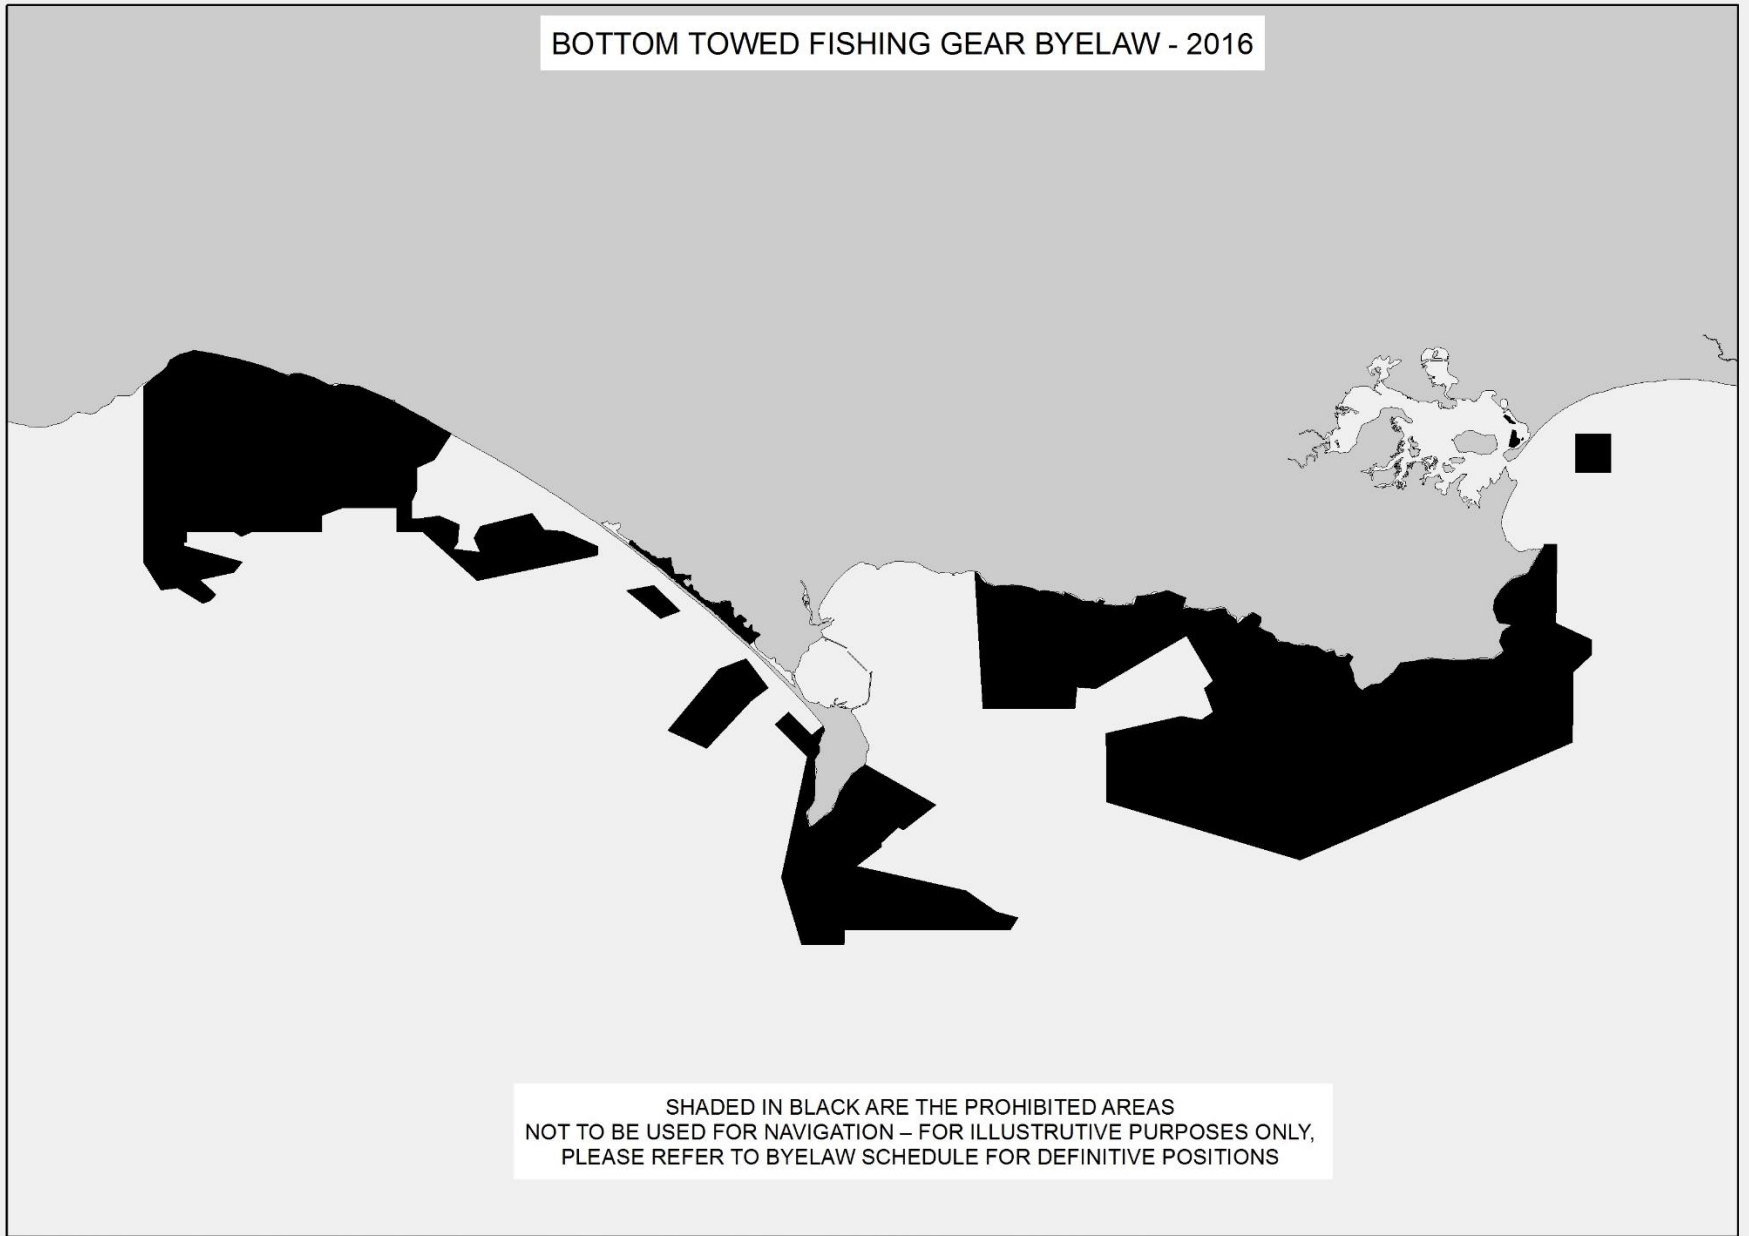 BOTTOM TOWED FISHING GEAR BYELAW - 2016
SHADED IN BLACK ARE THE PROHIBITED AREAS
NOT TO BE USED FOR NAVIGATION – FOR ILLUSTRUTIVE PURPOSES ONLY,
PLEASE REFER TO BYELAW SCHEDULE FOR DEFINITIVE POSITIONS